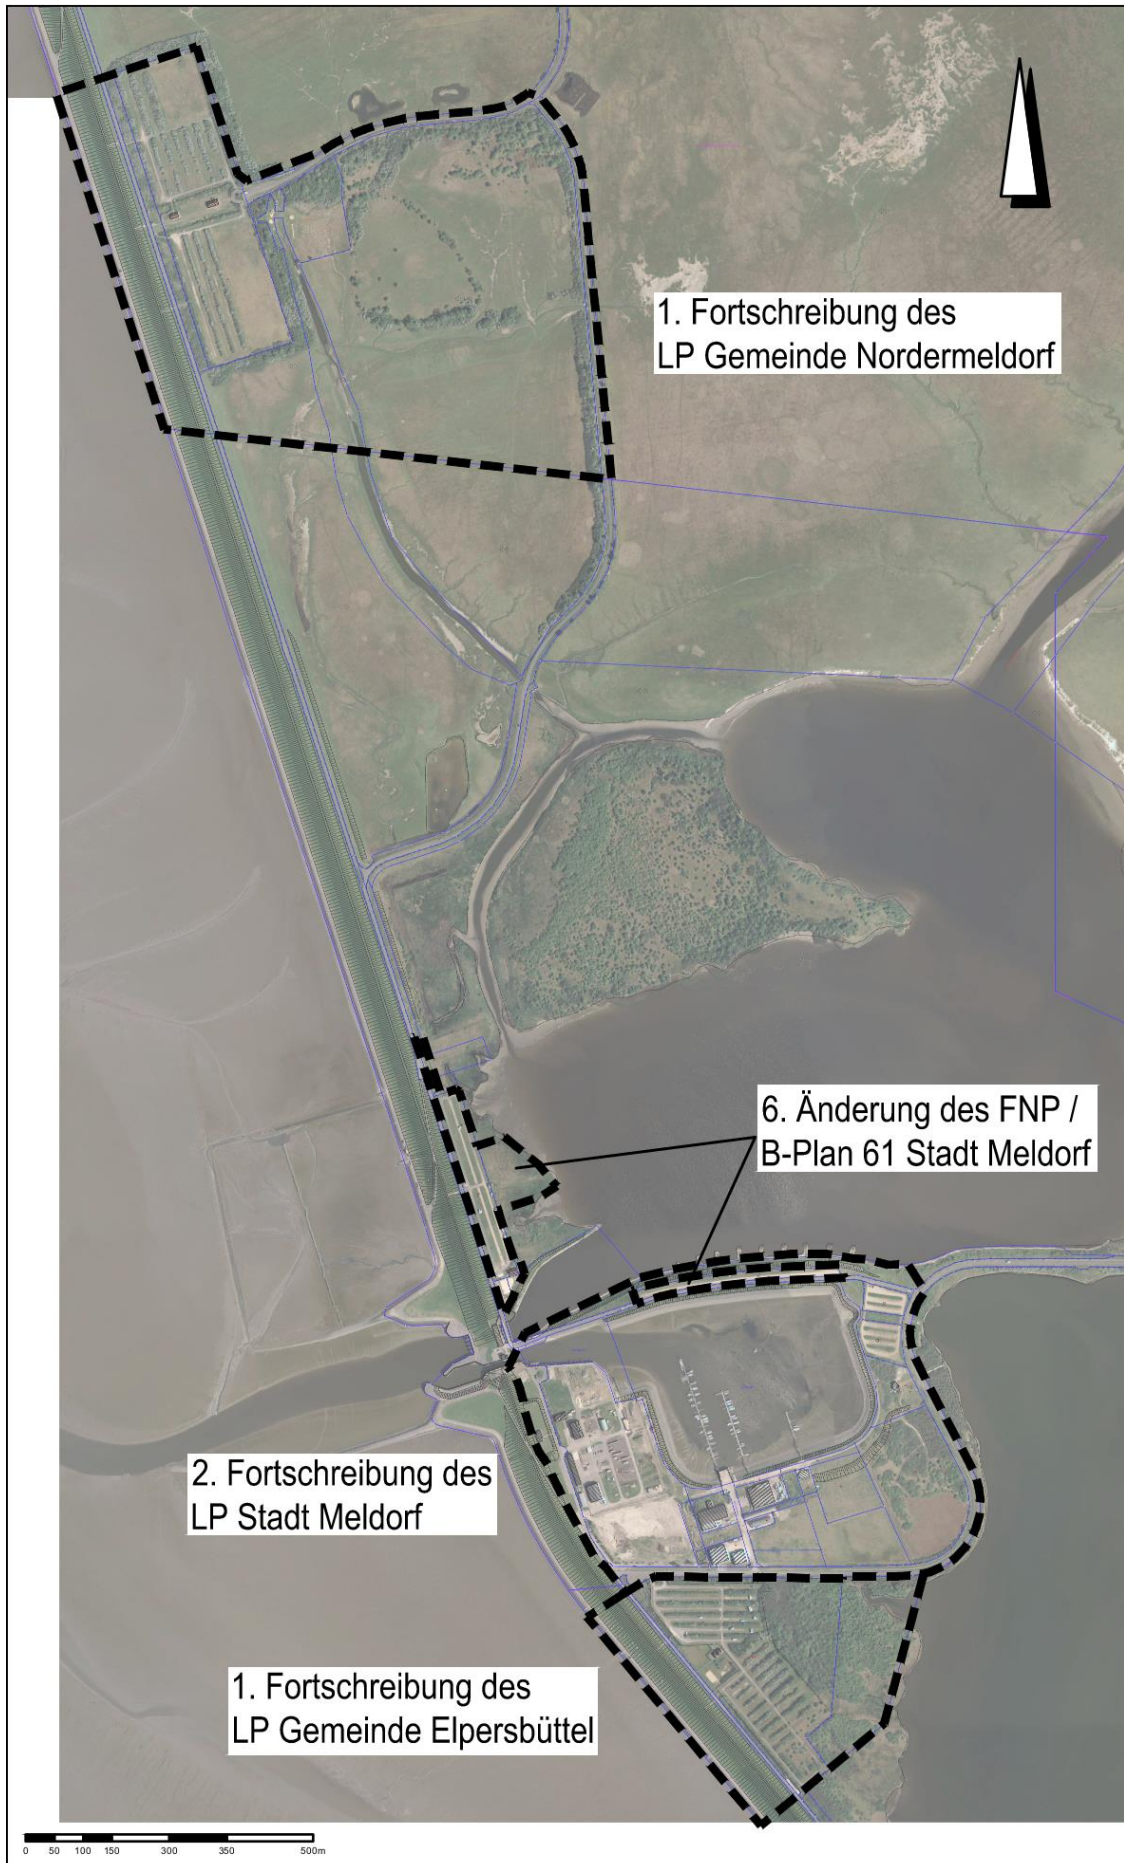 1. Fortschreibung des
LP Gemeinde Nordermeldorf
6. Änderung des FNP /
B-Plan 61 Stadt Meldorf
2. Fortschreibung des
LP Stadt Meldorf
1. Fortschreibung des
LP Gemeinde Elpersbüttel
0 50 100 150 300 350 500m